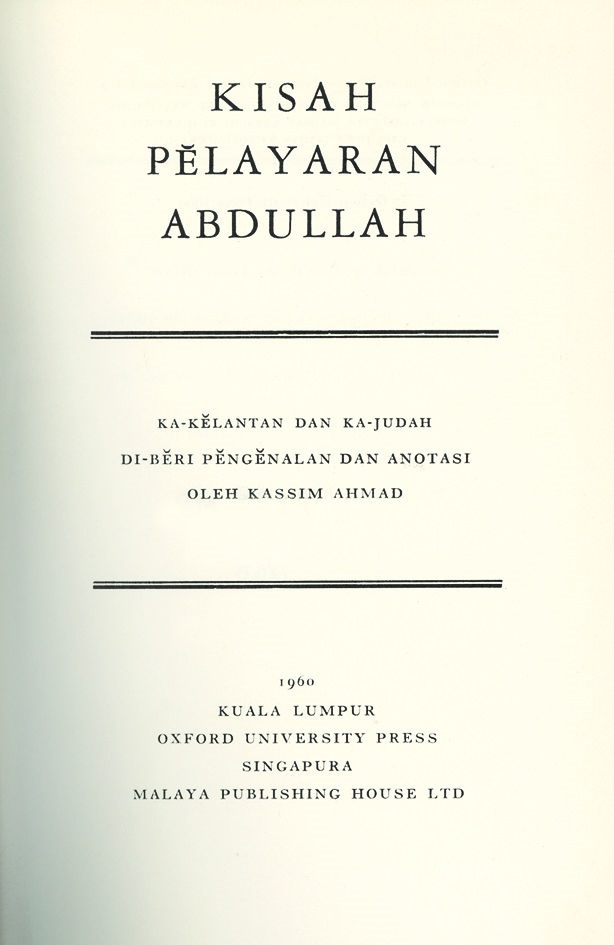 KISAH
PĔLAYARAN
ABDULLAH
KA-KĔLANTAN DAN KA-JUDAH
DI-BĔRI PĔNGĔNALAN DAN ANOTASI
OLEH KASSIM AHMAD
1960
KUALA LUMPUR
OXFORD UNIVERSITY PRESS
SINGAPURA
MALAYA PUBLISHING HOUSE LTD